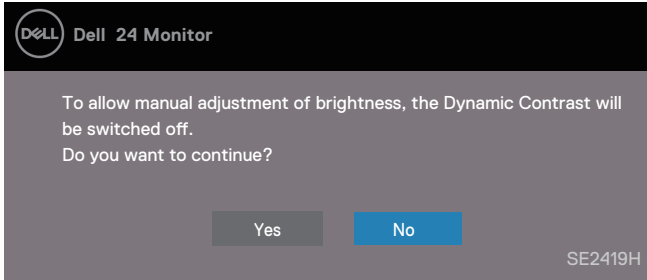 DELL Dell 24 Monitor
To allow manual adjustment of brightness, the Dynamic Contrast will
be switched off.
Do you want to continue?
Yes No
SE2419H